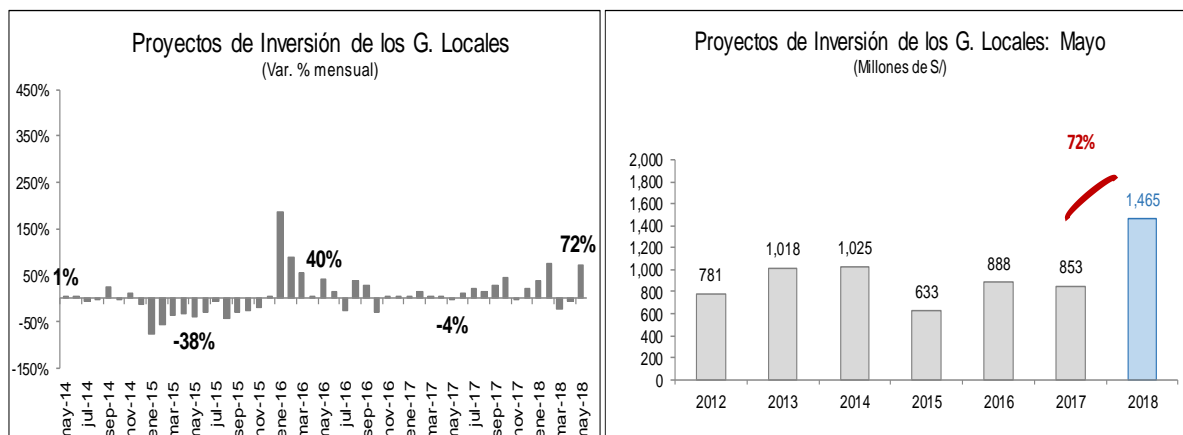 Proyectos de Inversión de los G. Locales
(Var. % mensual)
450%
350%
250%
150%
50%
-50%
-150%
1%
-38%
40%
-4%
72%
may-14
jul-14
sep-14
nov-14
ene-15
mar-15
may-15
jul-15
sep-15
nov-15
ene-16
mar-16
may-16
jul-16
sep-16
nov-16
ene-17
mar-17
may-17
jul-17
sep-17
nov-17
ene-18
mar-18
may-18
Proyectos de Inversión de los G. Locales: Mayo
(Millones de S/)
72%
2,000
1,800
1,600
1,400
1,200
1,000
800
600
400
200
0
781
1,018
1,025
633
888
853
1,465
2012
2013
2014
2015
2016
2017
2018